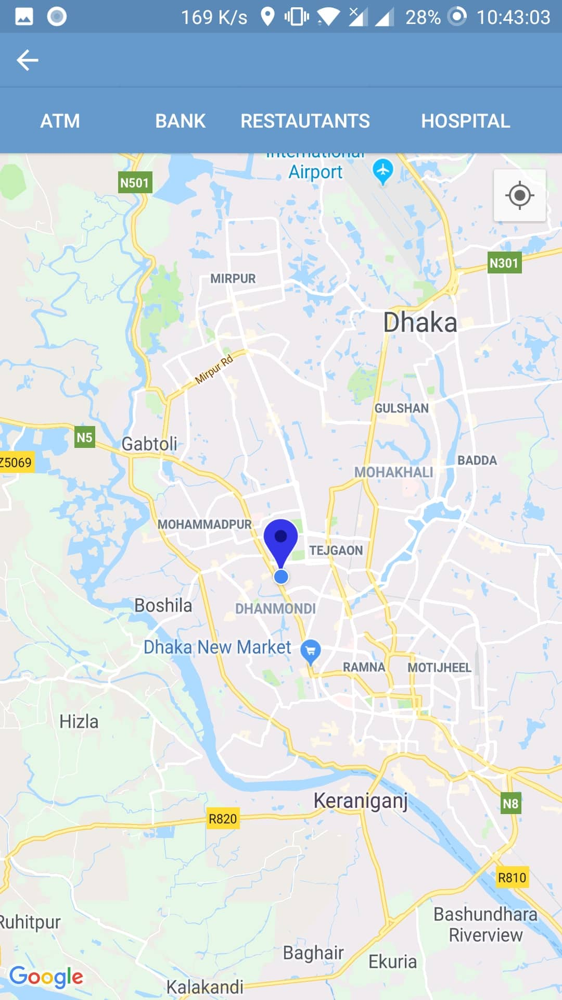 169 K/s 28% 10:43:03
ATM BANK RESTAUTANTS HOSPITAL
International
Airport
N501
N301
MIRPUR
Dhaka
Mirpur Rd
GULSHAN
N5
Gabtoli
Z5069
BADDA
MOHAKHALI
MOHAMMADPUR
TEJGAON
Boshila
DHANMONDI
Dhaka New Market
RAMNA
MOTIJHEEL
Hizla
Keraniganj
N8
R820
R810
Bashundhara
Riverview
Ruhitpur
Baghair
Ekuria
Google
Kalakandi